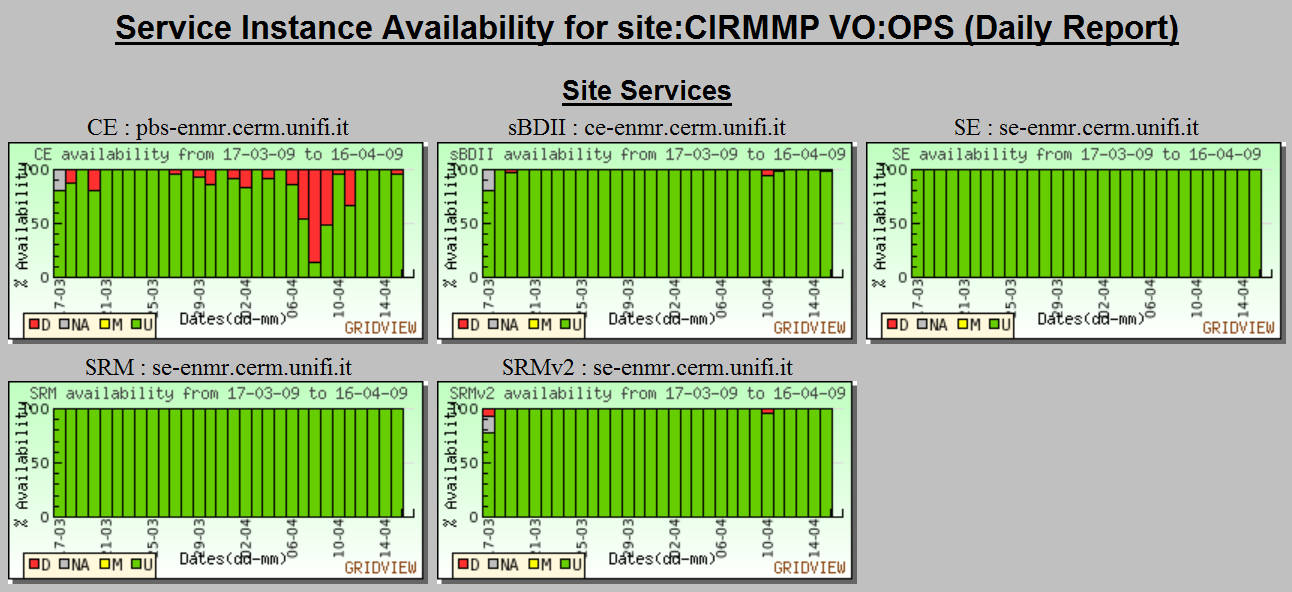 Service Instance Availability for site:CIRMMP VO:OPS (Daily Report)
Site Services
CE : pbs-enmr.cerm.unifi.it
CE availability from 17-03-09 to 16-04-09
% Availability
100
50
0
7-03
21-03
25-03
29-03
02-04
06-04
10-04
14-04
Dates(dd-mm)
D NA M U
GRIDVIEW
sBDII : ce-enmr.cerm.unifi.it
sBDII availability from 17-03-09 to 16-04-09
% Availability
100
50
0
7-03
21-03
25-03
29-03
02-04
06-04
10-04
14-04
Dates(dd-mm)
D NA M U
GRIDVIEW
SE : se-enmr.cerm.unifi.it
SE availability from 17-03-09 to 16-04-09
% Availability
100
50
0
7-03
21-03
25-03
29-03
02-04
06-04
10-04
14-04
Dates(dd-mm)
D NA M U
GRIDVIEW
SRM : se-enmr.cerm.unifi.it
SRM availability from 17-03-09 to 16-04-09
% Availability
100
50
0
7-03
21-03
25-03
29-03
02-04
06-04
10-04
14-04
Dates(dd-mm)
D NA M U
GRIDVIEW
SRMv2 : se-enmr.cerm.unifi.it
SRMv2 availability from 17-03-09 to 16-04-09
% Availability
100
50
0
7-03
21-03
25-03
29-03
02-04
06-04
10-04
14-04
Dates(dd-mm)
D NA M U
GRIDVIEW